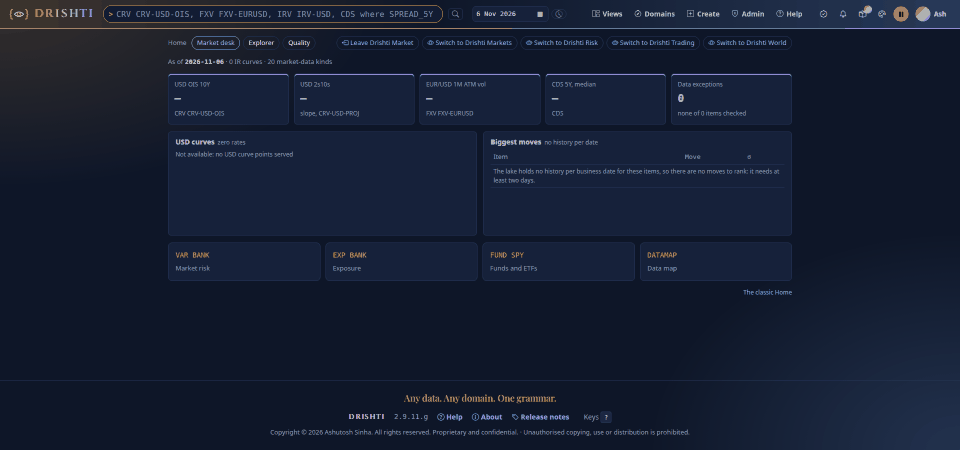 {👁} DRISHTI
> CRV CRV-USD-OIS, FXV FXV-EURUSD, IRV IRV-USD, CDS where SPREAD_5Y
6 Nov 2026
Views
Domains
Create
Admin
Help
Ash
Home
Market desk
Explorer
Quality
Leave Drishti Market
Switch to Drishti Markets
Switch to Drishti Risk
Switch to Drishti Trading
Switch to Drishti World
As of 2026-11-06 · 0 IR curves · 20 market-data kinds
USD OIS 10Y
—
CRV CRV-USD-OIS
USD 2s10s
—
slope, CRV-USD-PROJ
EUR/USD 1M ATM vol
—
FXV FXV-EURUSD
CDS 5Y, median
—
CDS
Data exceptions
0
none of 0 items checked
USD curves zero rates
Not available: no USD curve points served
Biggest moves no history per date
Item Move σ
The lake holds no history per business date for these items, so there are no moves to rank: it needs at
least two days.
VAR BANK
Market risk
EXP BANK
Exposure
FUND SPY
Funds and ETFs
DATAMAP
Data map
The classic Home
Any data. Any domain. One grammar.
DRISHTI 2.9.11.g Help About Release notes Keys ?
Copyright © 2026 Ashutosh Sinha. All rights reserved. Proprietary and confidential. · Unauthorised copying, use or distribution is prohibited.